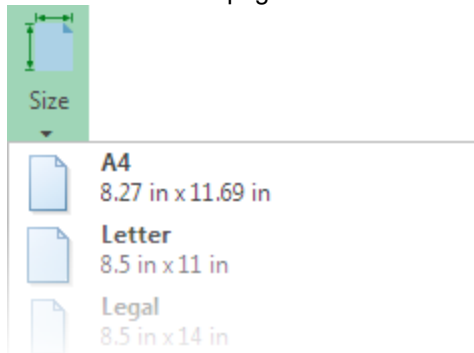 Size
A4
8.27 in x 11.69 in
Letter
8.5 in x 11 in
Legal
8.5 in x 14 in